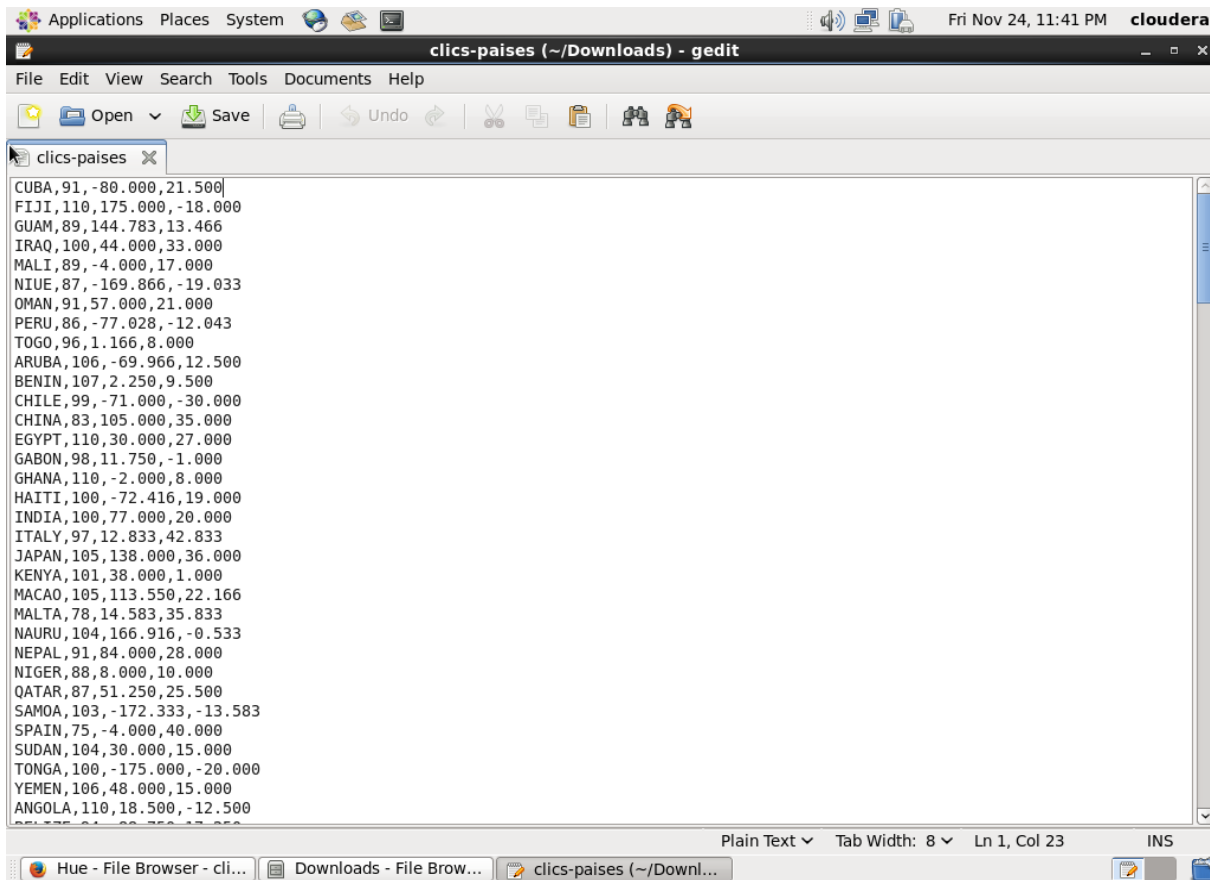 Applications Places System Fri Nov 24, 11:41 PM cloudera
clics-paises (~/Downloads) - gedit
File Edit View Search Tools Documents Help
Open Save Undo
clics-paises
CUBA,91,-80.000,21.500
FIJI,110,175.000,-18.000
GUAM,89,144.783,13.466
IRAQ,100,44.000,33.000
MALI,89,-4.000,17.000
NIUE,87,-169.866,-19.033
OMAN,91,57.000,21.000
PERU,86,-77.028,-12.043
TOGO,96,1.166,8.000
ARUBA,106,-69.966,12.500
BENIN,107,2.250,9.500
CHILE,99,-71.000,-30.000
CHINA,83,105.000,35.000
EGYPT,110,30.000,27.000
GABON,98,11.750,-1.000
GHANA,110,-2.000,8.000
HAITI,100,-72.416,19.000
INDIA,100,77.000,20.000
ITALY,97,12.833,42.833
JAPAN,105,138.000,36.000
KENYA,101,38.000,1.000
MACAO,105,113.550,22.166
MALTA,78,14.583,35.833
NAURU,104,166.916,-0.533
NEPAL,91,84.000,28.000
NIGER,88,8.000,10.000
QATAR,87,51.250,25.500
SAMOA,103,-172.333,-13.583
SPAIN,75,-4.000,40.000
SUDAN,104,30.000,15.000
TONGA,100,-175.000,-20.000
YEMEN,106,48.000,15.000
ANGOLA,110,18.500,-12.500
Plain Text Tab Width: 8 Ln 1, Col 23 INS
Hue - File Browser - cli... Downloads - File Brow... clics-paises (~/Downl...